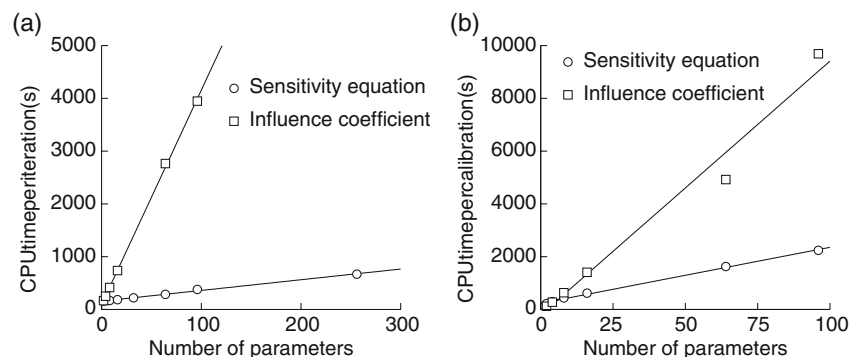 (a)
5000
4000
3000
2000
1000
0
CPUtimeperiteration(s)
Sensitivity equation
Influence coefficient
0
100
200
300
Number of parameters
(b)
10000
8000
6000
4000
2000
0
CPUtimepercalibration(s)
Sensitivity equation
Influence coefficient
0
25
50
75
100
Number of parameters